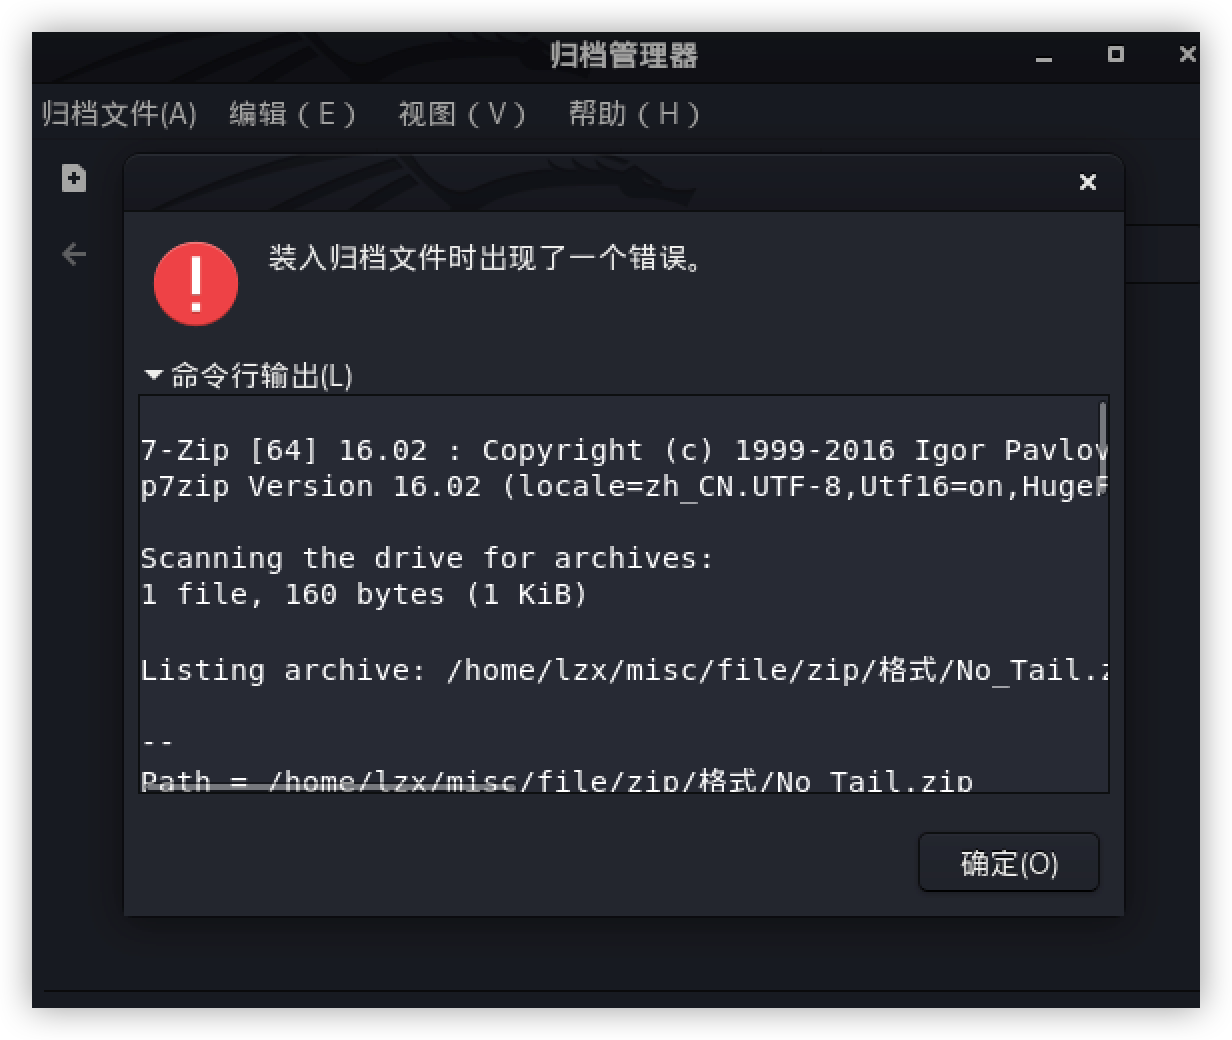 归档管理器
归档文件(A) 编辑（E） 视图（V） 帮助（H）
装入归档文件时出现了一个错误。
命令行输出(L)
7-Zip [64] 16.02 : Copyright (c) 1999-2016 Igor Pavlov
p7zip Version 16.02 (locale=zh_CN.UTF-8,Utf16=on,HugeF
Scanning the drive for archives:
1 file, 160 bytes (1 KiB)
Listing archive: /home/lzx/misc/file/zip/格式/No_Tail.z
--
Path = /home/lzx/misc/file/zip/格式/No_Tail.zip
确定(O)